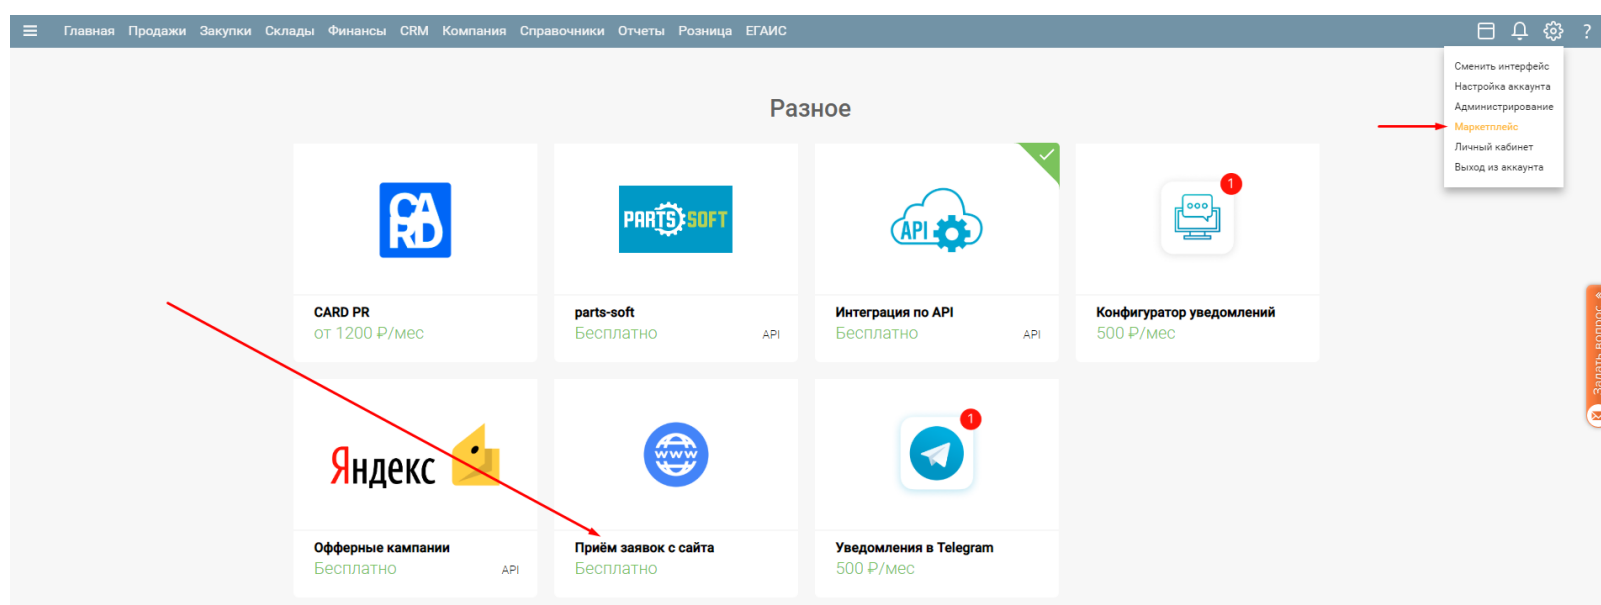 Главная Продажи Закупки Склады Финансы CRM Компания Справочники Отчеты Розница ЕГАИС ?
Сменить интерфейс
Настройка аккаунта
Администрирование
Маркетплейс
Личный кабинет
Выход из аккаунта
Разное
CARD
PARTS SOFT
API
1
CARD PR
от 1200 ₽/мес
parts-soft
Бесплатно API
Интеграция по API
Бесплатно API
Конфигуратор уведомлений
500 ₽/мес
Задать вопрос
Яндекс
www
1
Офферные кампании
Бесплатно API
Приём заявок с сайта
Бесплатно
Уведомления в Telegram
500 ₽/мес